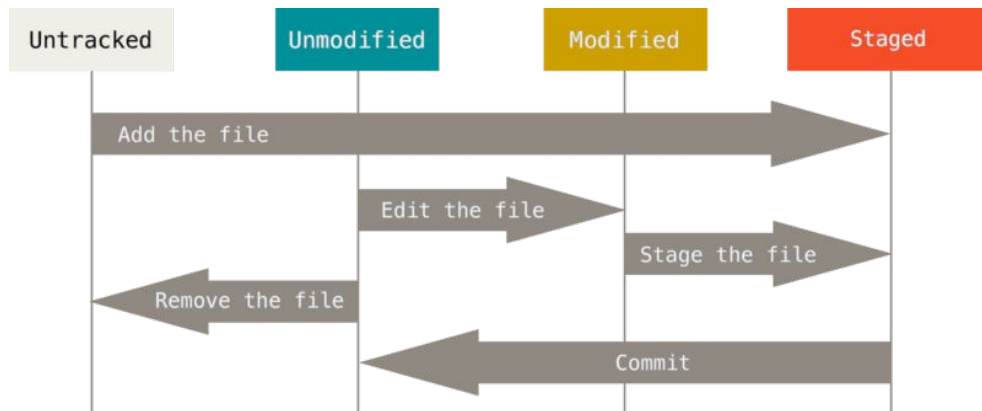 Untracked
Unmodified
Modified
Staged
Add the file
Edit the file
Stage the file
Remove the file
Commit